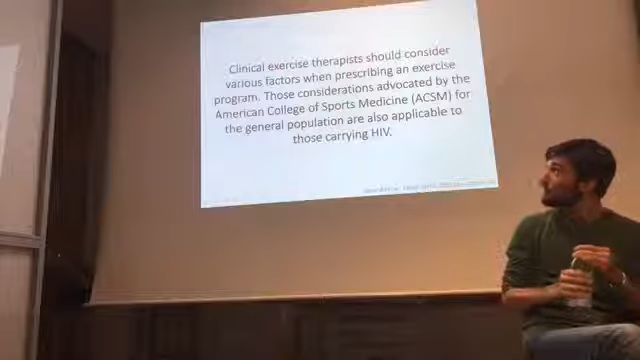 Clinical exercise therapists should consider
various factors when prescribing an exercise
program. Those considerations advocated by the
American College of Sports Medicine (ACSM) for
the general population are also applicable to
those carrying HIV.